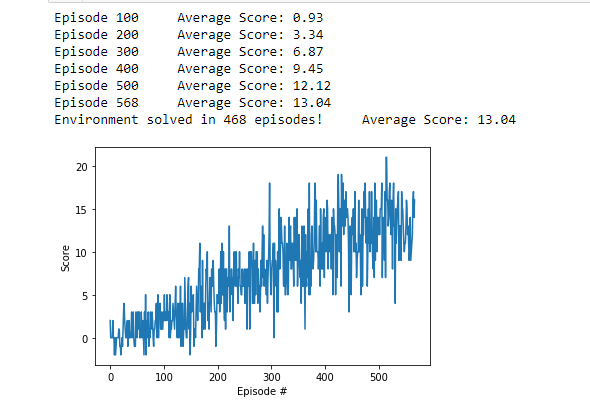 Episode 100 Average Score: 0.93
Episode 200 Average Score: 3.34
Episode 300 Average Score: 6.87
Episode 400 Average Score: 9.45
Episode 500 Average Score: 12.12
Episode 568 Average Score: 13.04
Environment solved in 468 episodes! Average Score: 13.04
20
15
10
5
0
Score
0 100 200 300 400 500
Episode #